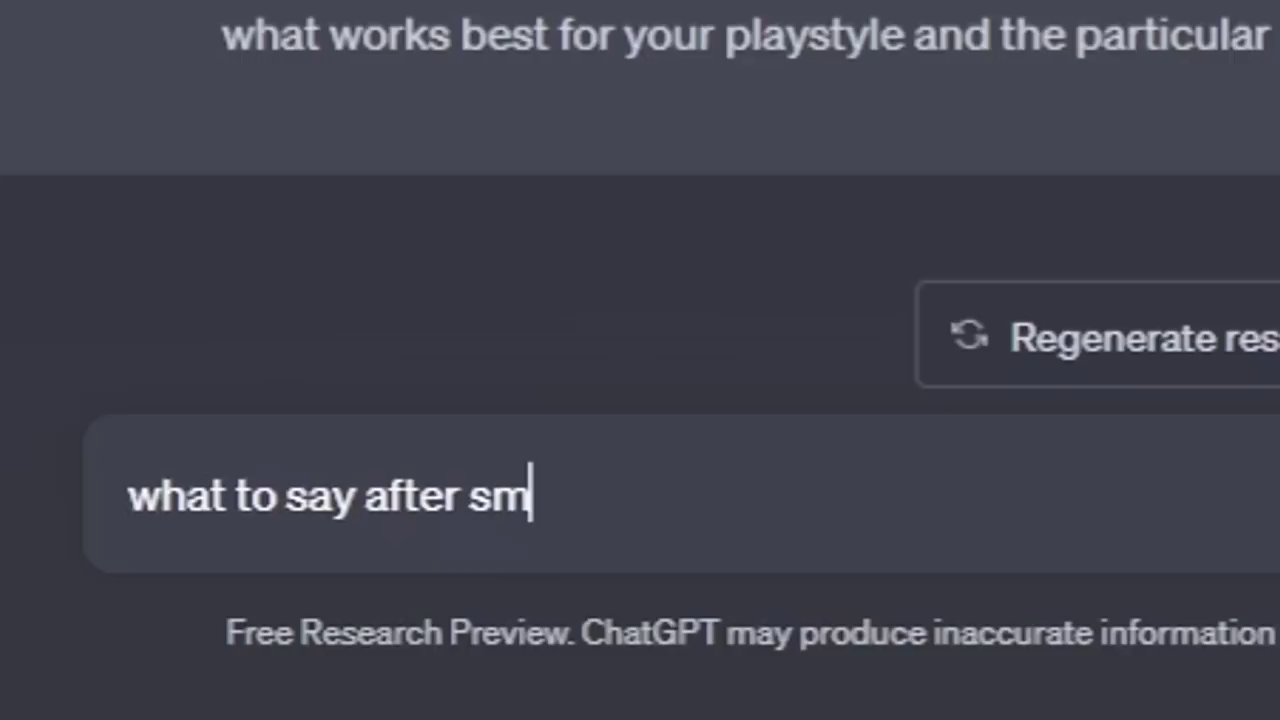 what works best for your playstyle and the particular
Regenerate res
what to say after sm
Free Research Preview. ChatGPT may produce inaccurate information